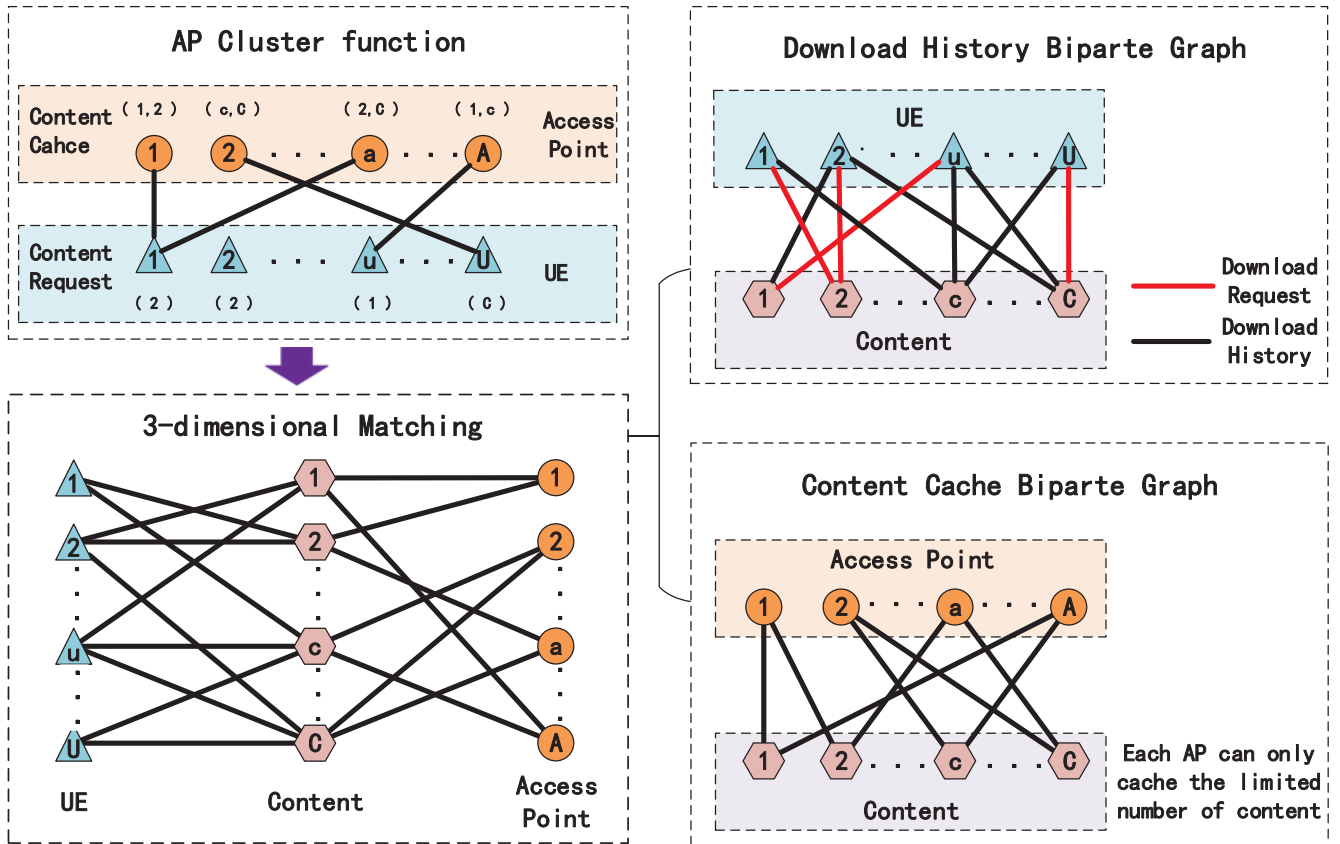 AP Cluster function
Content Cahce
( 1,2 ) ( c,C ) ( 2,C ) ( 1,c )
Access Point
1 2 · · · a · · · A
Content Request
1 2 · · · u · · · U
UE
( 2 ) ( 2 ) ( 1 ) ( C )
3-dimensional Matching
1 1 1
2 2 2
u c a
U C A
UE Content Access Point
Download History Biparte Graph
UE
1 2 · · · u · · · U
1 2 · · · c · · · C
Content
Download Request
Download History
Content Cache Biparte Graph
Access Point
1 2 · · · a · · · A
1 2 · · · c · · · C
Content
Each AP can only
cache the limited
number of content